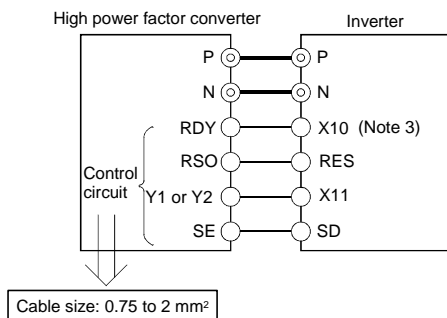 High power factor converter Inverter
P P
N N
RDY X10 (Note 3)
RSO RES
Control
circuit
Y1 or Y2 X11
SE SD
Cable size: 0.75 to 2 mm²